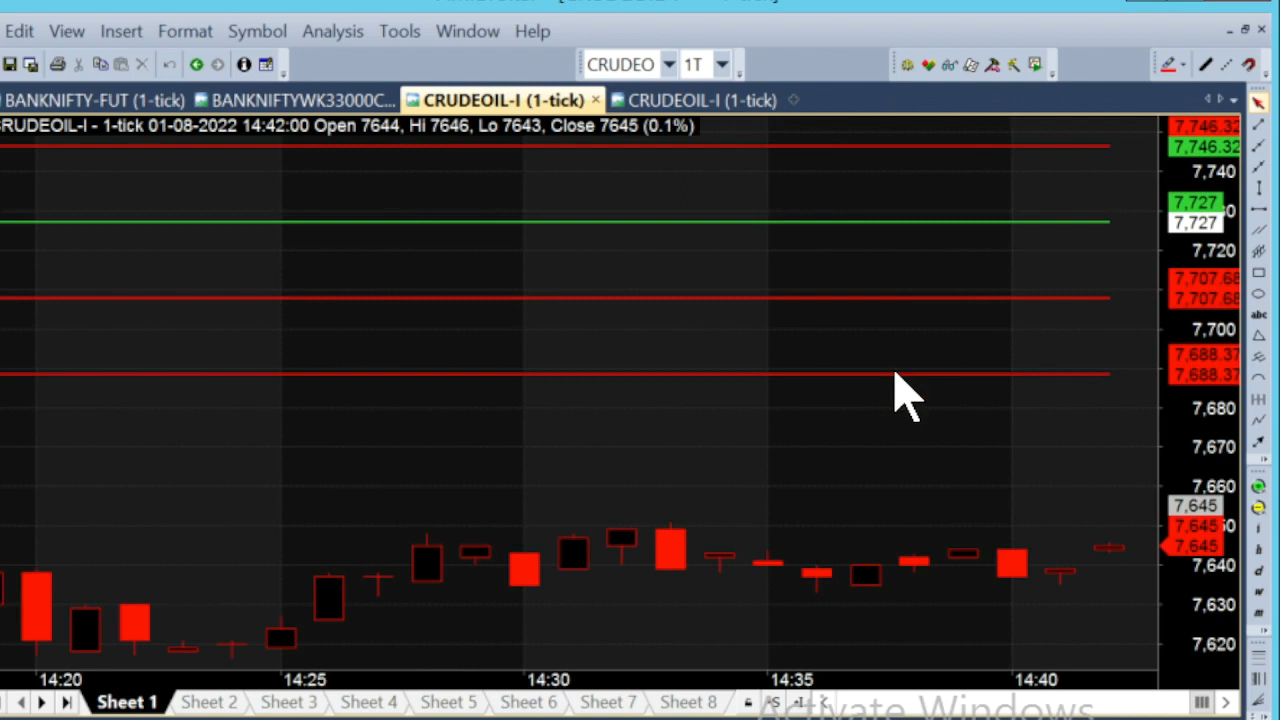 Edit View Insert Format Symbol Analysis Tools Window Help
CRUDEO 1T
BANKNIFTY-FUT (1-tick) BANKNIFTYWK33000C... CRUDEOIL-I (1-tick) × CRUDEOIL-I (1-tick)
CRUDEOIL-I - 1-tick 01-08-2022 14:42:00 Open 7644, Hi 7646, Lo 7643, Close 7645 (0.1%)
7,746.32
7,746.32
7,740
7,727
7,727
7,720
7,707.68
7,707.68
7,700
7,688.37
7,688.37
7,680
7,670
7,660
7,645
7,645
7,645
7,640
7,630
7,620
abc
i
h
d
w
m
14:20 14:25 14:30 14:35 14:40
Sheet 1 Sheet 2 Sheet 3 Sheet 4 Sheet 5 Sheet 6 Sheet 7 Sheet 8
Activate Windows